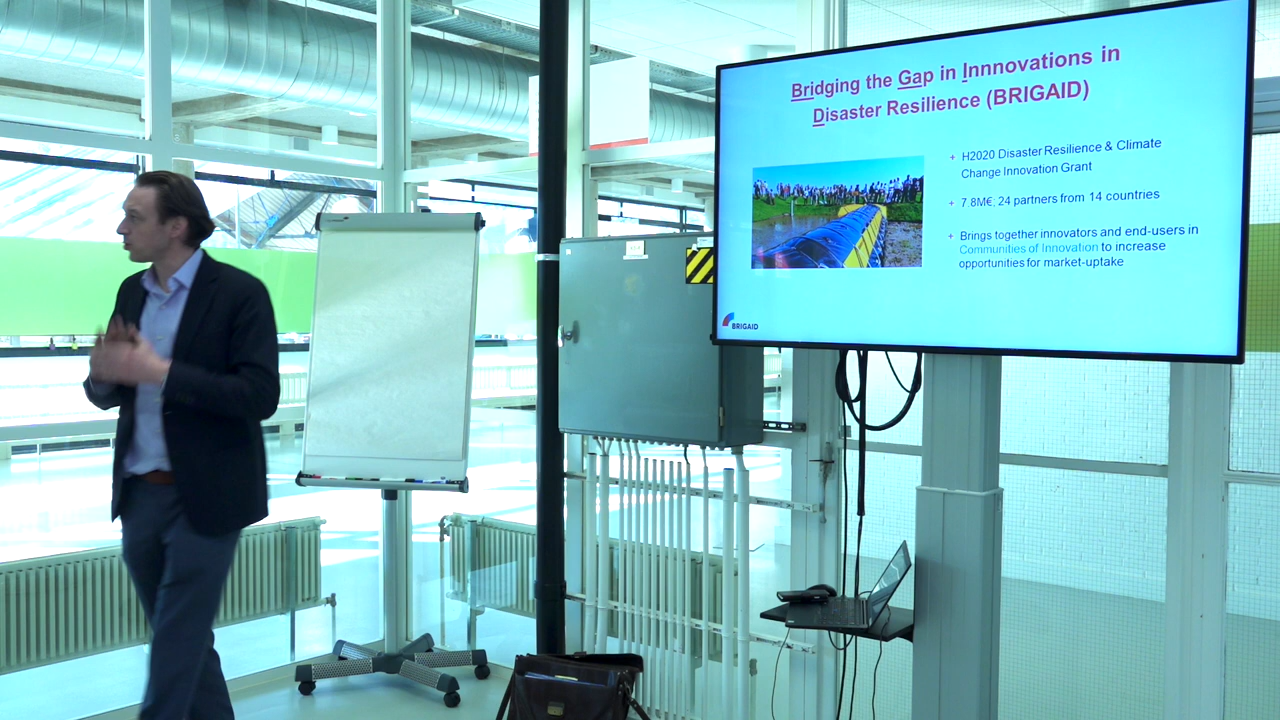 Bridging the Gap in Innnovations in
Disaster Resilience (BRIGAID)
+ H2020 Disaster Resilience & Climate
Change Innovation Grant
+ 7.8M€; 24 partners from 14 countries
+ Brings together innovators and end-users in
Communities of Innovation to increase
opportunities for market-uptake
BRIGAID